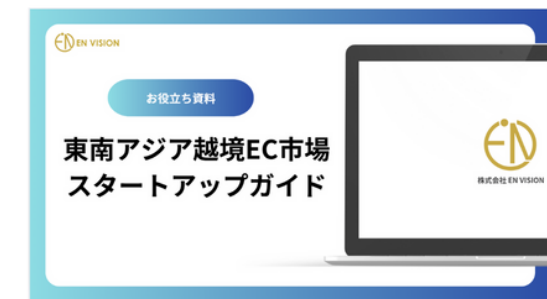 EN VISION
お役立ち資料
東南アジア越境EC市場
スタートアップガイド
EN
株式会社 EN VISION